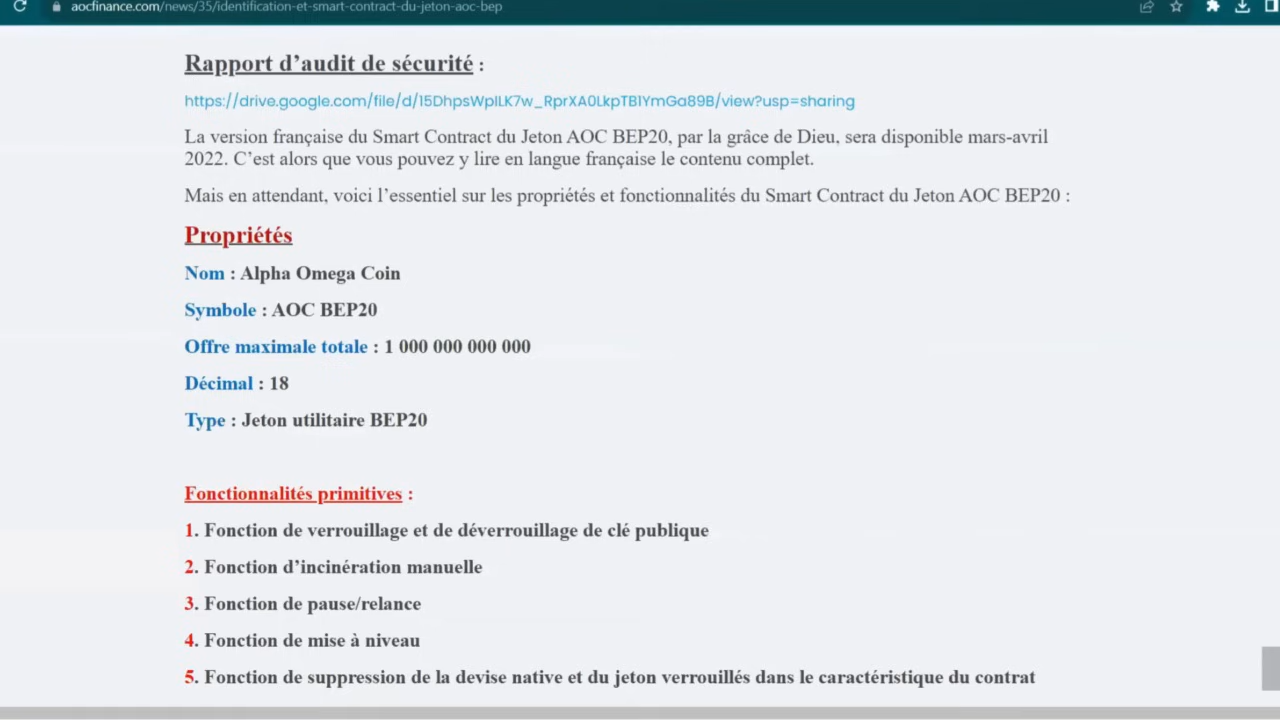 aocfinance.com/news/35/identification-et-smart-contract-du-jeton-aoc-bep
Rapport d’audit de sécurité :
https://drive.google.com/file/d/15DhpsWpILK7w_RprXA0LkpTB1YmGa89B/view?usp=sharing
La version française du Smart Contract du Jeton AOC BEP20, par la grâce de Dieu, sera disponible mars-avril
2022. C’est alors que vous pouvez y lire en langue française le contenu complet.
Mais en attendant, voici l’essentiel sur les propriétés et fonctionnalités du Smart Contract du Jeton AOC BEP20 :
Propriétés
Nom : Alpha Omega Coin
Symbole : AOC BEP20
Offre maximale totale : 1 000 000 000 000
Décimal : 18
Type : Jeton utilitaire BEP20
Fonctionnalités primitives :
1. Fonction de verrouillage et de déverrouillage de clé publique
2. Fonction d’incinération manuelle
3. Fonction de pause/relance
4. Fonction de mise à niveau
5. Fonction de suppression de la devise native et du jeton verrouillés dans le caractéristique du contrat